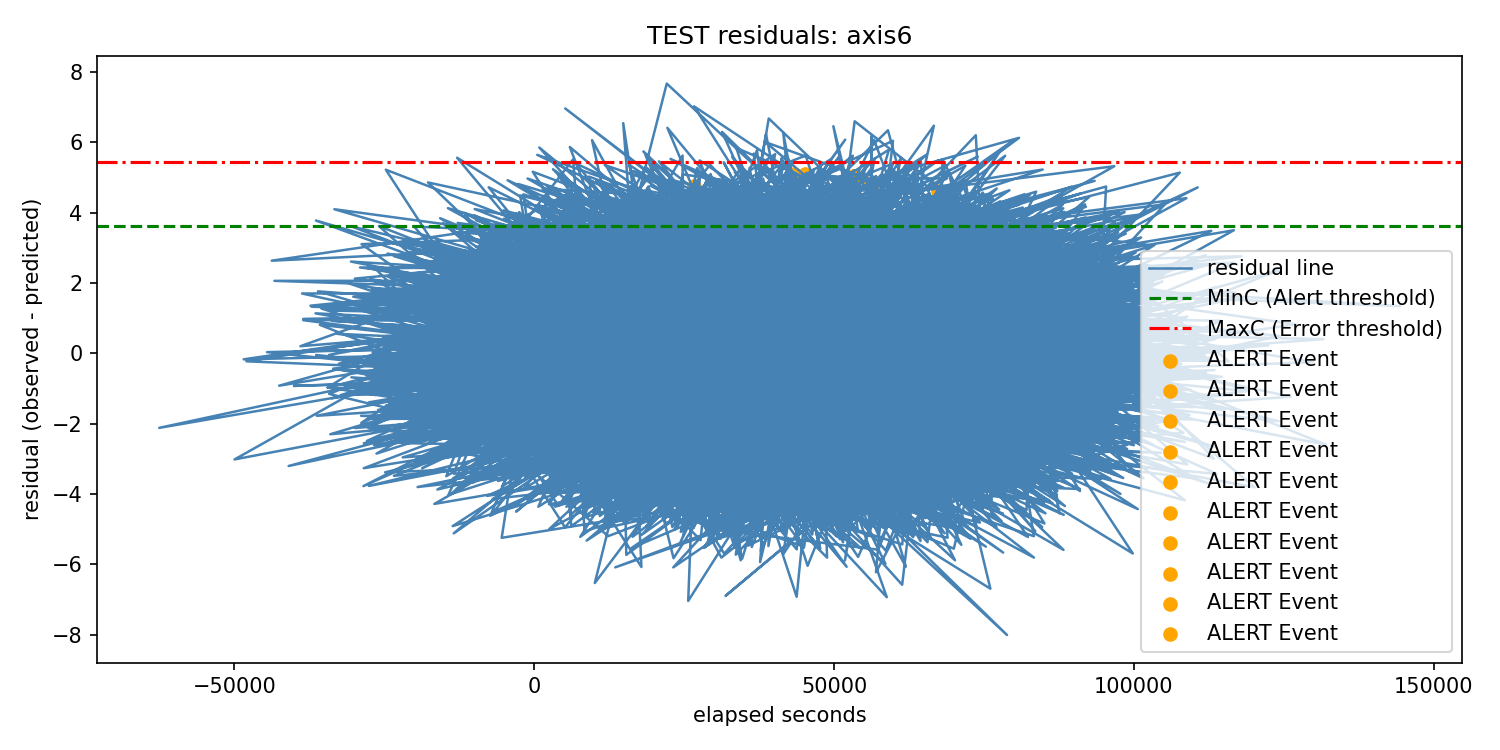 TEST residuals: axis6
residual (observed - predicted)
8
6
4
2
0
−2
−4
−6
−8
residual line
MinC (Alert threshold)
MaxC (Error threshold)
ALERT Event
ALERT Event
ALERT Event
ALERT Event
ALERT Event
ALERT Event
ALERT Event
ALERT Event
ALERT Event
ALERT Event
−50000
0
50000
100000
150000
elapsed seconds